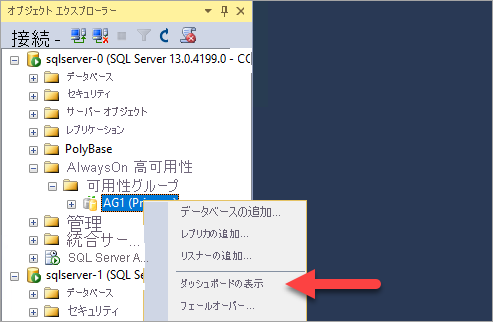 オブジェクト エクスプローラー
接続 -
sqlserver-0 (SQL Server 13.0.4199.0 - CC
データベース
セキュリティ
サーバー オブジェクト
レプリケーション
PolyBase
AlwaysOn 高可用性
可用性グループ
AG1 (Pri
データベースの追加...
レプリカの追加...
リスナーの追加...
ダッシュボードの表示
フェールオーバー...
管理
統合サー...
SQL Server A...
sqlserver-1 (SQL Se
データベース
セキュリティ